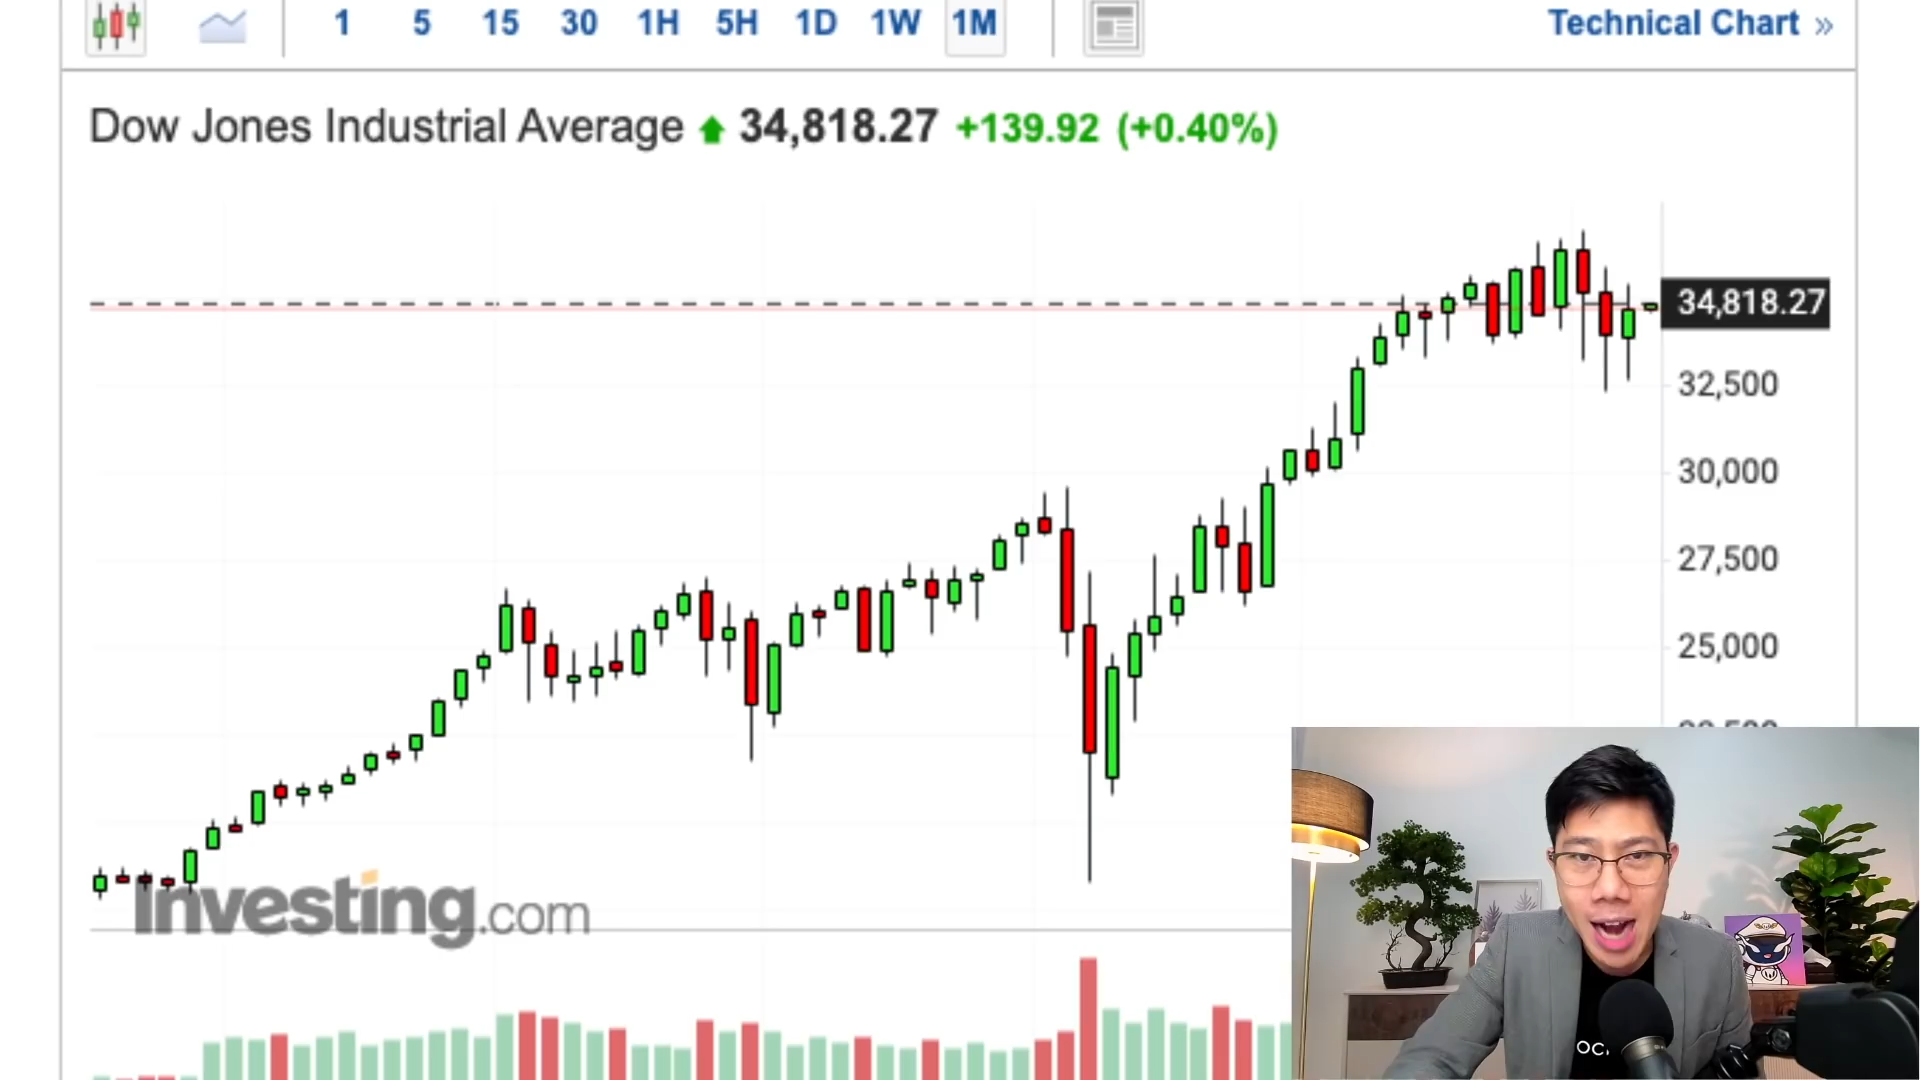 1 5 15 30 1H 5H 1D 1W 1M Technical Chart »
Dow Jones Industrial Average 34,818.27 +139.92 (+0.40%)
34,818.27
32,500
30,000
27,500
25,000
Investing.com
OC.